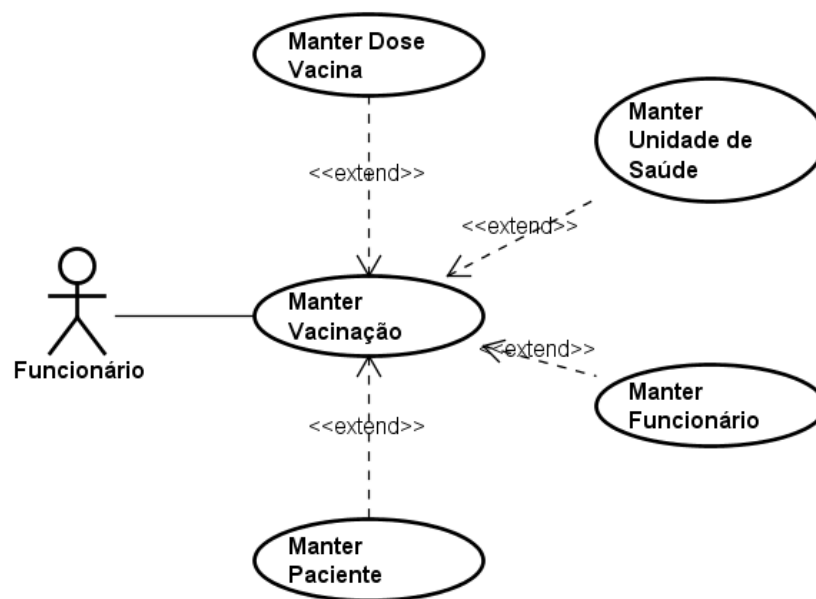 Manter Dose
Vacina
Manter
Unidade de
Saúde
<<extend>>
<<extend>>
Manter
Vacinação
Funcionário
<<extend>>
Manter
Funcionário
<<extend>>
Manter
Paciente